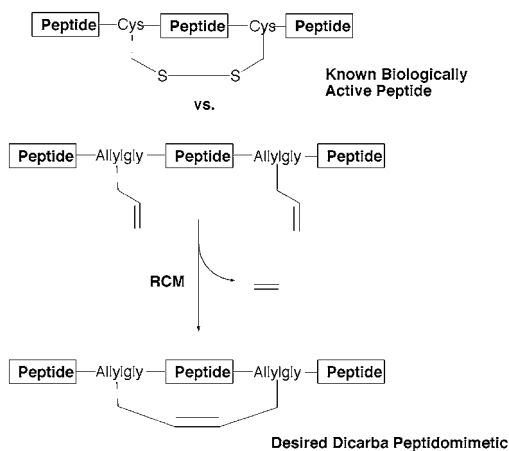 Peptide Cys Peptide Cys Peptide
S S
Known Biologically
Active Peptide
vs.
Peptide Allylgly Peptide Allylgly Peptide
RCM
Peptide Allylgly Peptide Allylgly Peptide
Desired Dicarba Peptidomimetic